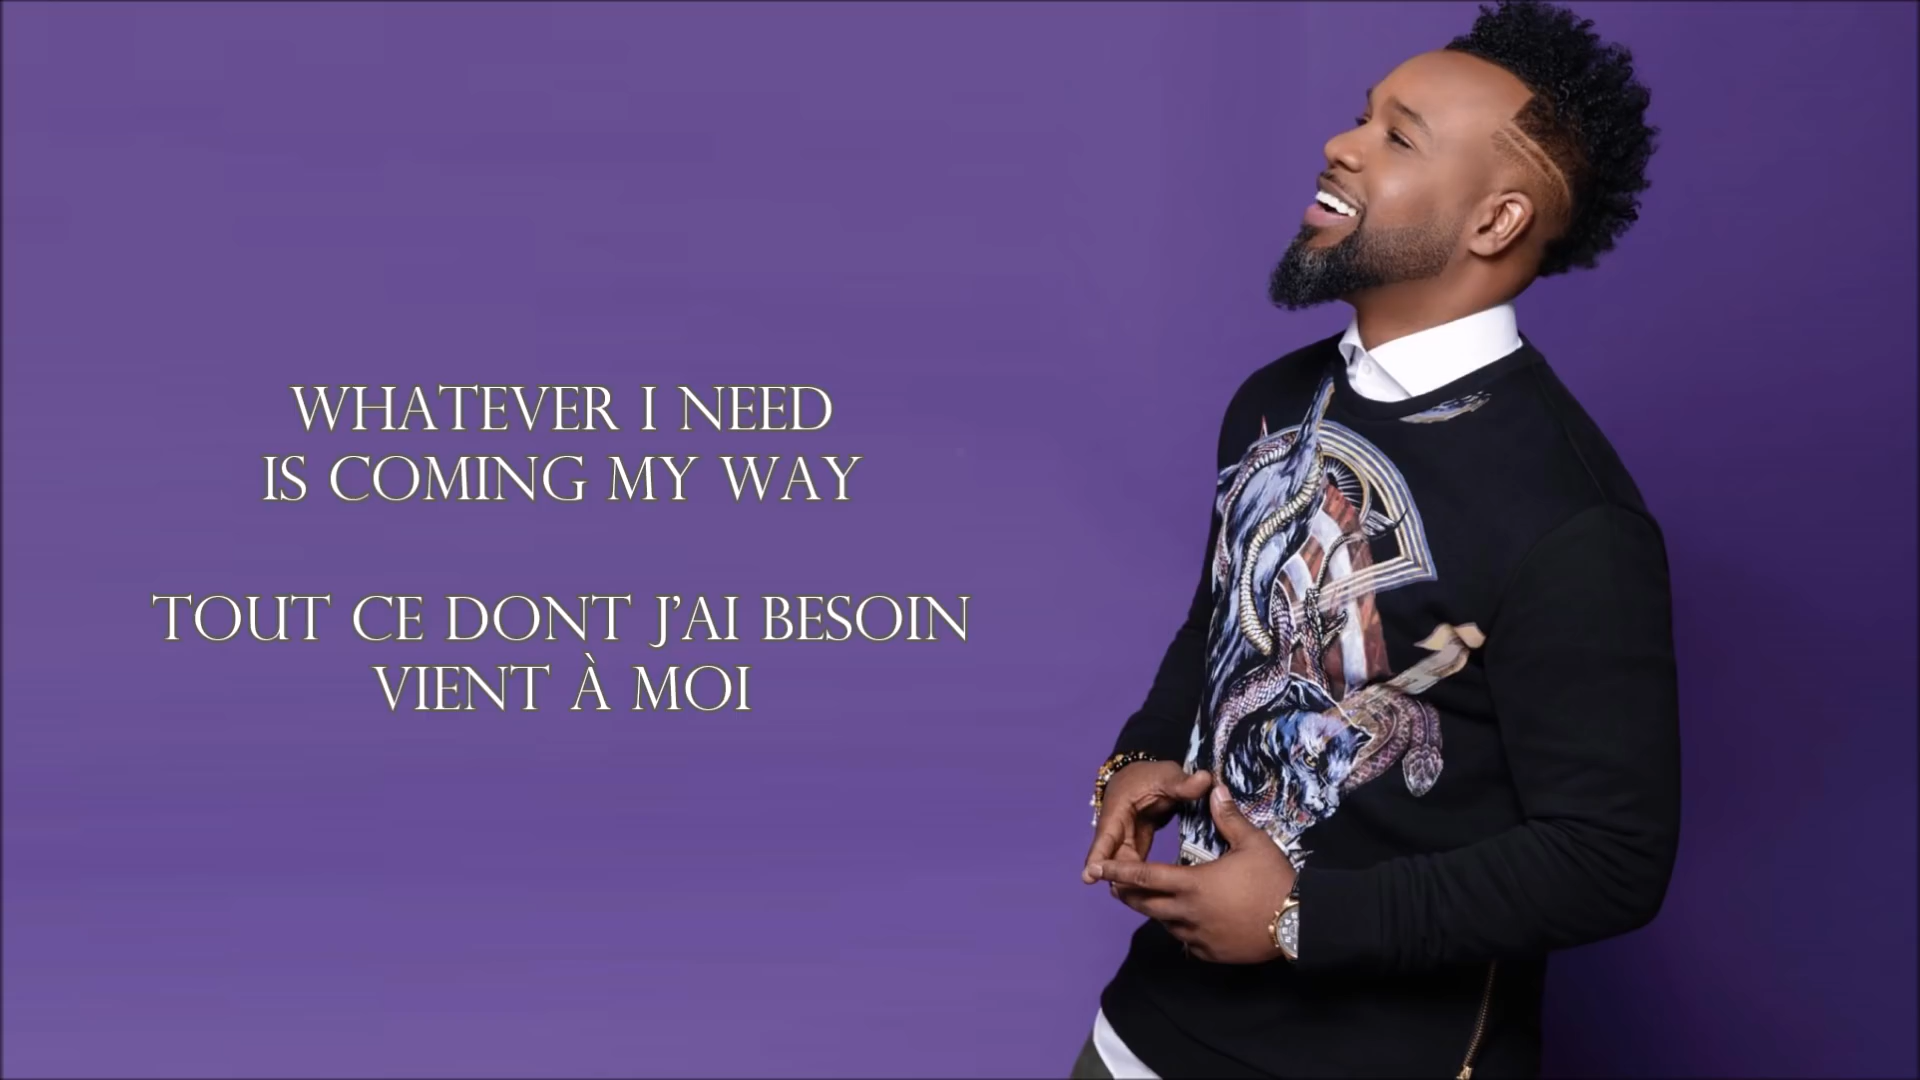 WHATEVER I NEED
IS COMING MY WAY
TOUT CE DONT J'AI BESOIN
VIENT À MOI